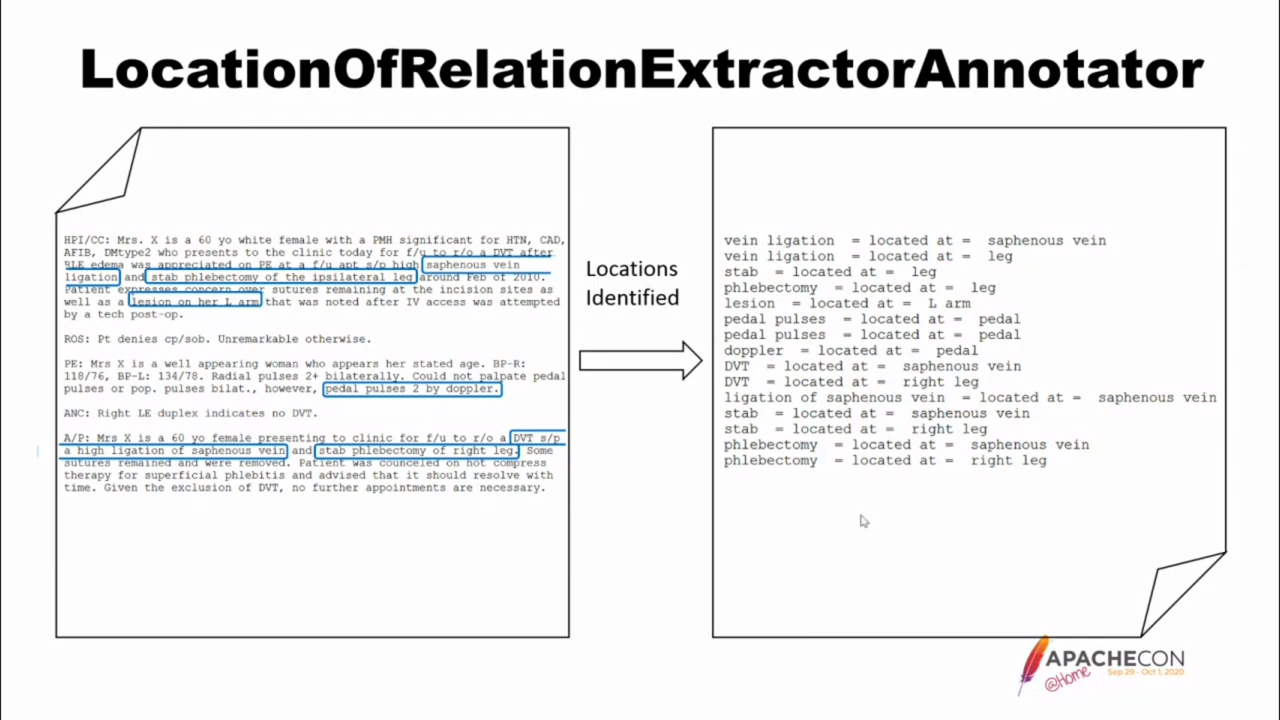 LocationOfRelationExtractorAnnotator
HPI/CC: Mrs. X is a 60 yo white female with a PMH significant for HTN, CAD,
AFIB, DMtype2 who presents to the clinic today for f/u to r/o a DVT after
LE edema was appreciated on PE at a f/u apt s/p high saphenous vein
ligation and stab phlebectomy of the ipsilateral leg around Feb of 2010.
Patient expresses concern over sutures remaining at the incision sites as
well as a lesion on her L arm that was noted after IV access was attempted
by a tech post-op.
ROS: Pt denies cp/sob. Unremarkable otherwise.
PE: Mrs X is a well appearing woman who appears her stated age. BP-R:
118/76, BP-L: 134/78. Radial pulses 2+ bilaterally. Could not palpate pedal
pulses or pop. pulses bilat., however, pedal pulses 2 by doppler.
ANC: Right LE duplex indicates no DVT.
A/P: Mrs X is a 60 yo female presenting to clinic for f/u to r/o a DVT s/p
a high ligation of saphenous vein and stab phlebectomy of right leg. Some
sutures remained and were removed. Patient was counceled on hot compress
therapy for superficial phlebitis and advised that it should resolve with
time. Given the exclusion of DVT, no further appointments are necessary.
Locations
Identified
vein ligation = located at = saphenous vein
vein ligation = located at = leg
stab = located at = leg
phlebectomy = located at = leg
lesion = located at = L arm
pedal pulses = located at = pedal
pedal pulses = located at = pedal
doppler = located at = pedal
DVT = located at = saphenous vein
DVT = located at = right leg
ligation of saphenous vein = located at = saphenous vein
stab = located at = saphenous vein
stab = located at = right leg
phlebectomy = located at = saphenous vein
phlebectomy = located at = right leg
APACHECON
@Home Sep 29 - Oct 1, 2020